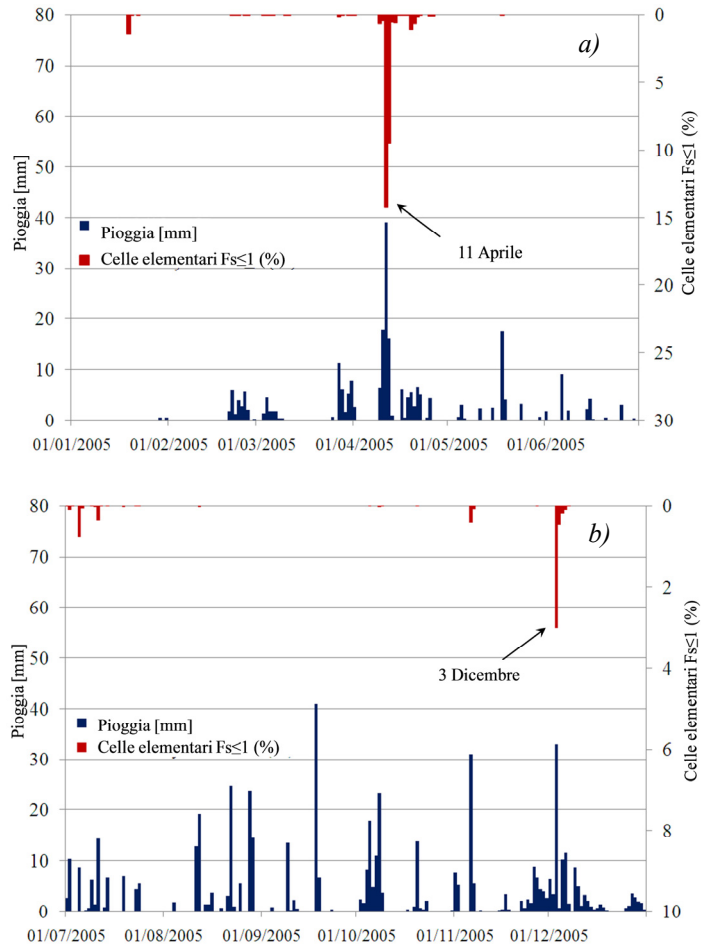 80
70
60
50
40
30
20
10
0
Pioggia [mm]
0
5
10
15
20
25
30
Celle elementari Fs≤1 (%)
a)
Pioggia [mm]
Celle elementari Fs≤1 (%)
11 Aprile
01/01/2005 01/02/2005 01/03/2005 01/04/2005 01/05/2005 01/06/2005
80
70
60
50
40
30
20
10
0
Pioggia [mm]
0
2
4
6
8
10
Celle elementari Fs≤1 (%)
b)
3 Dicembre
Pioggia [mm]
Celle elementari Fs≤1 (%)
01/07/2005 01/08/2005 01/09/2005 01/10/2005 01/11/2005 01/12/2005